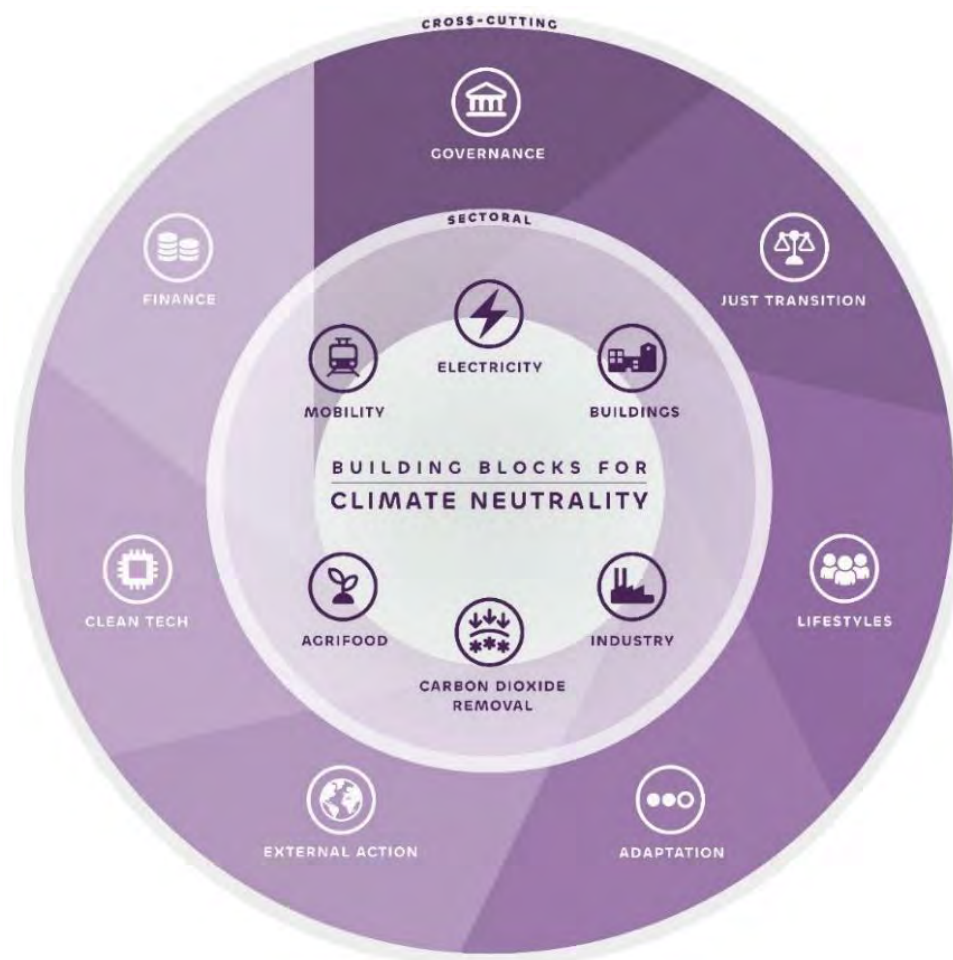 CROSS-CUTTING
GOVERNANCE
SECTORAL
FINANCE
JUST TRANSITION
ELECTRICITY
MOBILITY
BUILDINGS
BUILDING BLOCKS FOR
CLIMATE NEUTRALITY
CLEAN TECH
LIFESTYLES
AGRIFOOD
INDUSTRY
CARBON DIOXIDE
REMOVAL
EXTERNAL ACTION
ADAPTATION